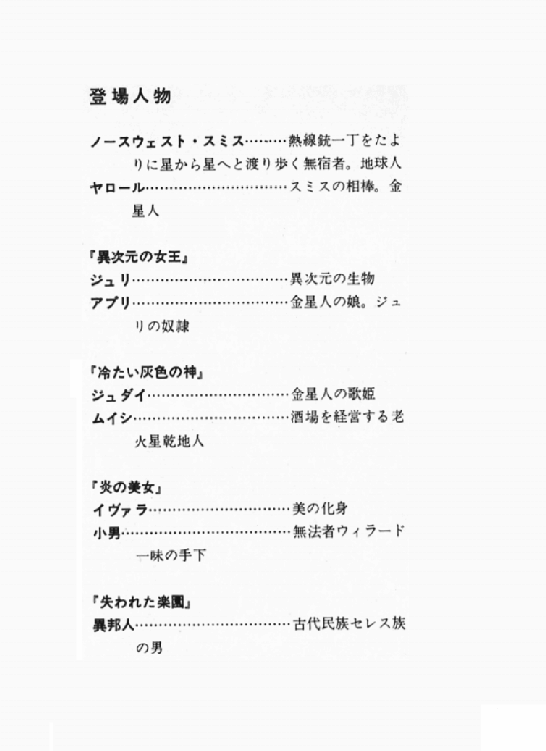 登場人物
ノースウェスト・スミス………熱線銃一丁をたよ
りに星から星へと渡り歩く無宿者。地球人
ヤロール…………………………スミスの相棒。金
星人
『異次元の女王』
ジュリ……………………………異次元の生物
アプリ……………………………金星人の娘。ジュ
リの奴隷
『冷たい灰色の神』
ジュダイ…………………………金星人の歌姫
ムイシ……………………………酒場を経営する老
火星乾地人
『炎の美女』
イヴァラ…………………………美の化身
小男………………………………無法者ウィラード
一味の手下
『失われた楽園』
異邦人……………………………古代民族セレス族
の男